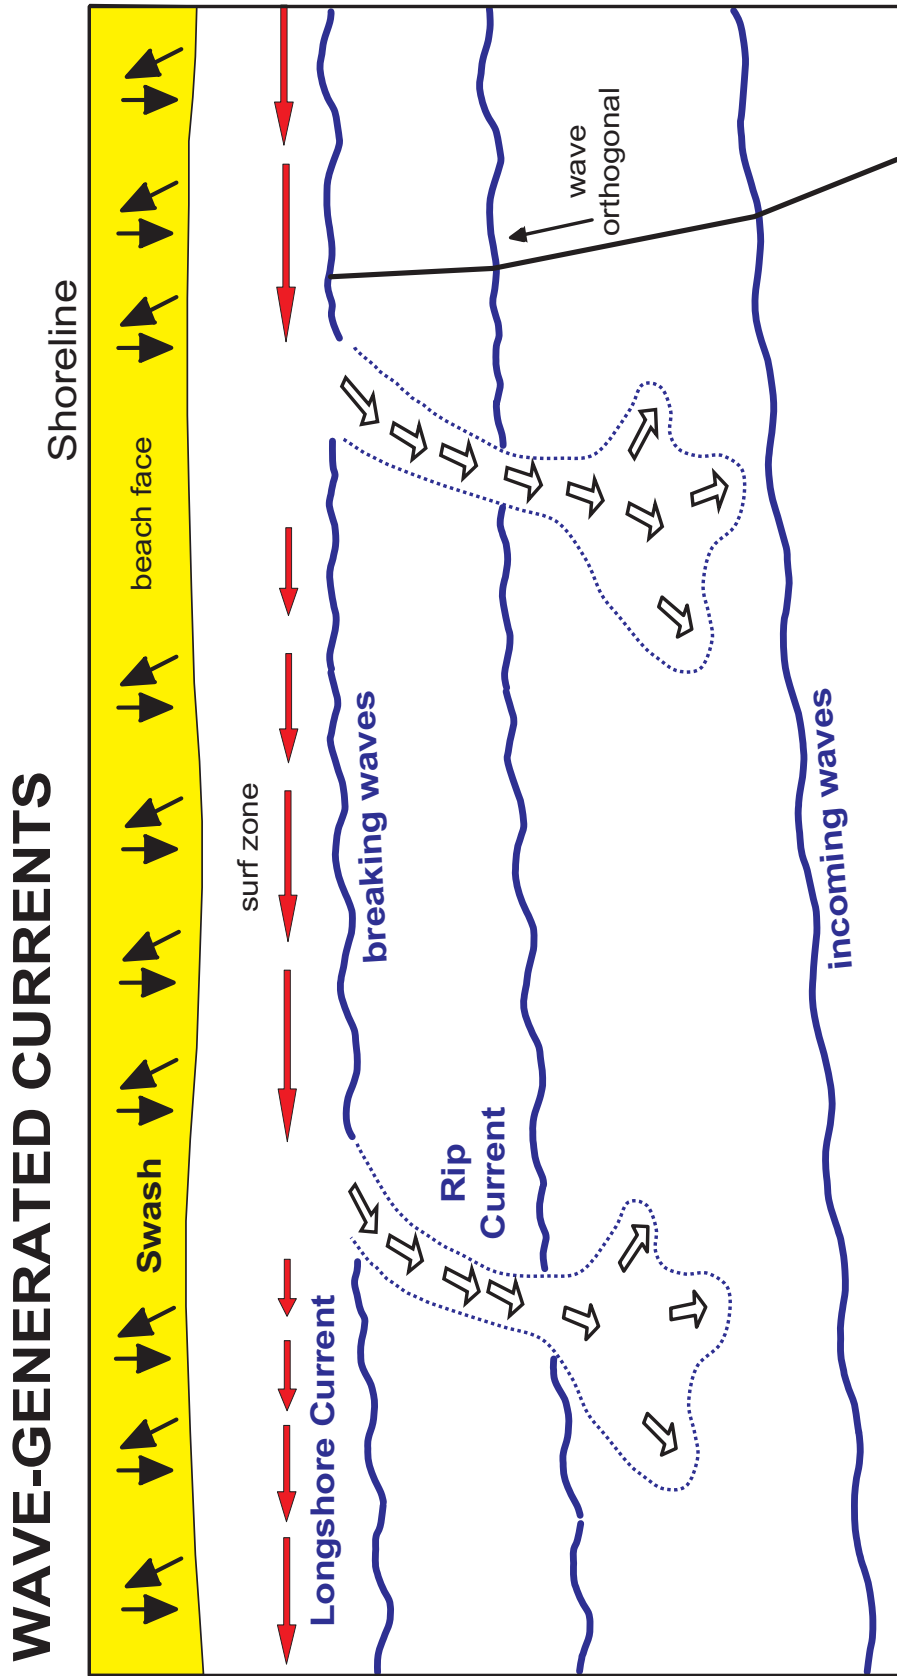 WAVE-GENERATED CURRENTS
Shoreline
beach face
Swash
surf zone
Longshore Current
breaking waves
Rip
Current
wave
orthogonal
incoming waves